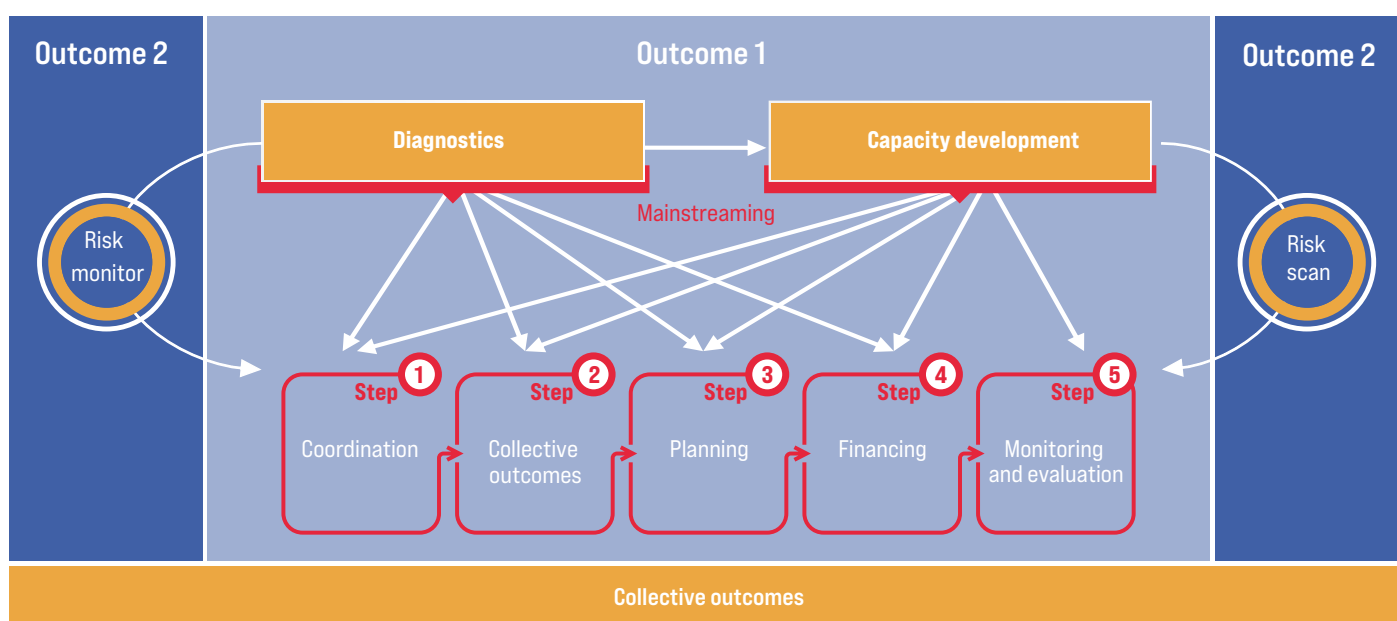 Outcome 2
Outcome 1
Outcome 2
Diagnostics
Capacity development
Mainstreaming
Risk
monitor
Risk
scan
Step 1
Coordination
Step 2
Collective
outcomes
Step 3
Planning
Step 4
Financing
Step 5
Monitoring
and evaluation
Collective outcomes